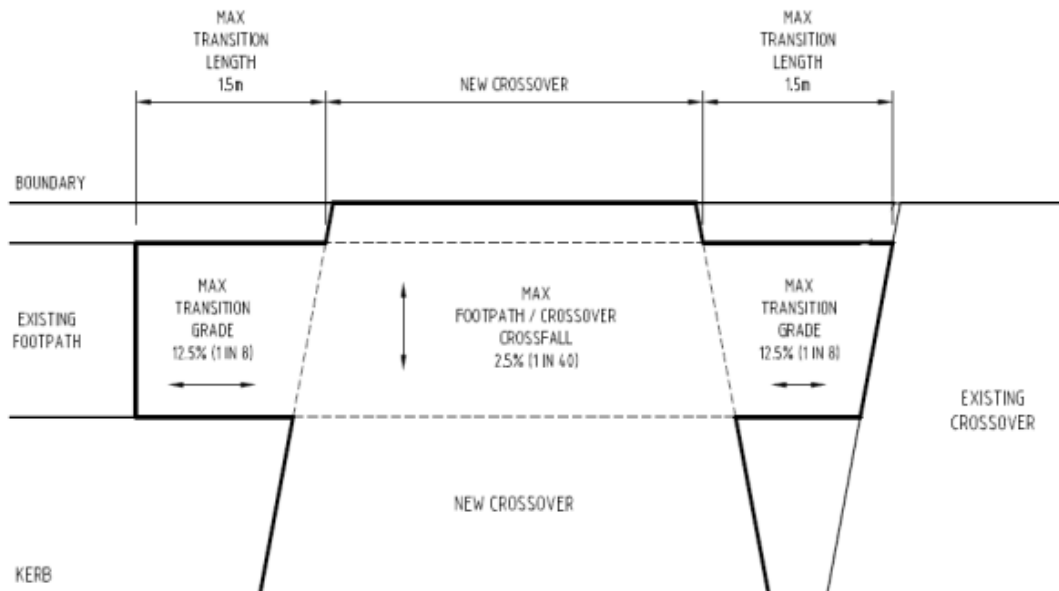 MAX
TRANSITION
LENGTH
1.5m
NEW CROSSOVER
MAX
TRANSITION
LENGTH
1.5m
BOUNDARY
EXISTING
FOOTPATH
MAX
TRANSITION
GRADE
12.5% (1 IN 8)
MAX
FOOTPATH / CROSSOVER
CROSSFALL
2.5% (1 IN 40)
MAX
TRANSITION
GRADE
12.5% (1 IN 8)
EXISTING
CROSSOVER
NEW CROSSOVER
KERB